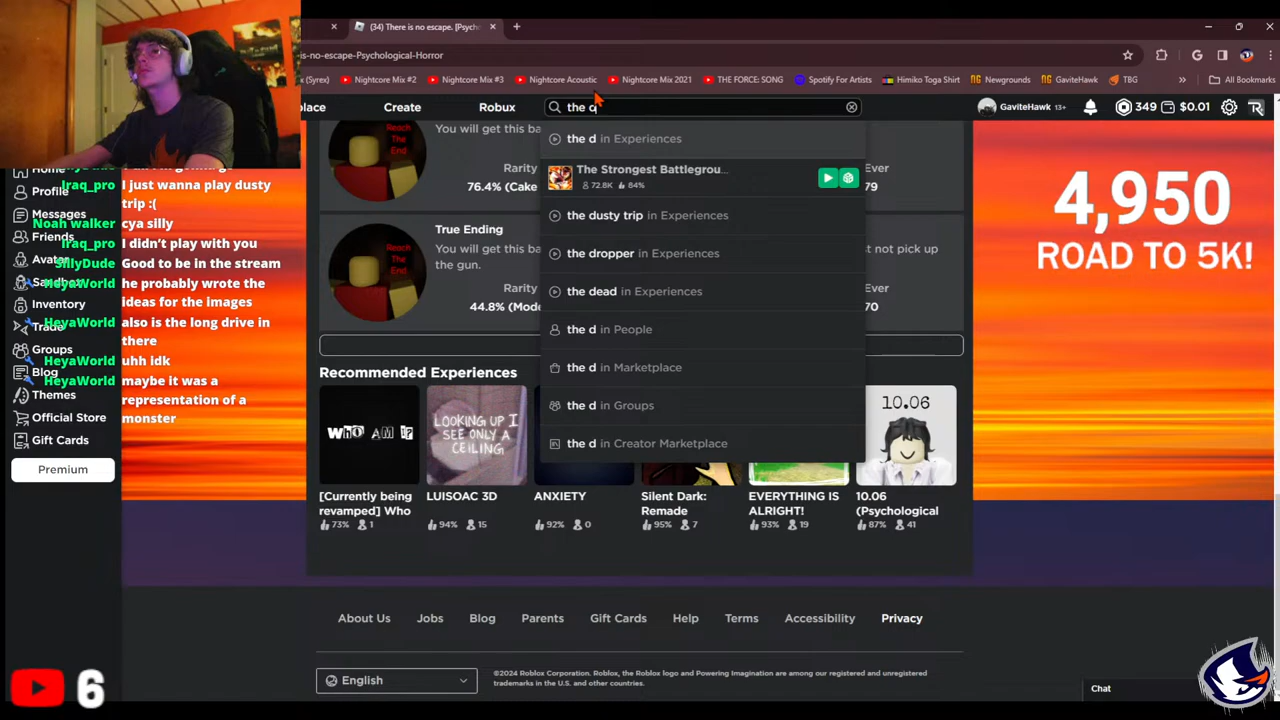 (34) There is no escape. [Psych
is-no-escape-Psychological-Horror
(Syrex)
Nightcore Mix #2
Nightcore Mix #3
Nightcore Acoustic
Nightcore Mix 2021
THE FORCE: SONG
Spotify For Artists
Himiko Toga Shirt
Newgrounds
GaviteHawk
TBG
All Bookmarks
place
Create
Robux
the d
GaviteHawk 13+
349
$0.01
the d in Experiences
The Strongest Battlegrou...
72.8K 84%
the dusty trip in Experiences
the dropper in Experiences
the dead in Experiences
the d in People
the d in Marketplace
the d in Groups
the d in Creator Marketplace
Reach The End
You will get this ba
Rarity
76.4% (Cake
Ever
79
Reach The End
True Ending
You will get this ba
the gun.
not pick up
Rarity
44.8% (Mode
Ever
70
Recommended Experiences
WHO AM I?
LOOKING UP I SEE ONLY A CEILING
10.06
[Currently being revamped] Who
73% 1
LUISOAC 3D
94% 15
ANXIETY
92% 0
Silent Dark: Remade
95% 7
EVERYTHING IS ALRIGHT!
93% 19
10.06 (Psychological
87% 41
Home
Profile
Messages
Friends
Avatar
Inventory
Trade
Groups
Blog
Themes
Official Store
Gift Cards
Premium
Iraq_pro I just wanna play dusty
trip :(
Noah walker cya silly
Iraq_pro I didn't play with you
SillyDude Good to be in the stream
HeyaWorld he probably wrote the
ideas for the images
HeyaWorld also is the long drive in
there
HeyaWorld uhh idk
HeyaWorld maybe it was a
representation of a
monster
4,950
ROAD TO 5K!
About Us
Jobs
Blog
Parents
Gift Cards
Help
Terms
Accessibility
Privacy
English
©2024 Roblox Corporation. Roblox, the Roblox logo and Powering Imagination are among our registered and unregistered
trademarks in the U.S. and other countries.
6
Chat